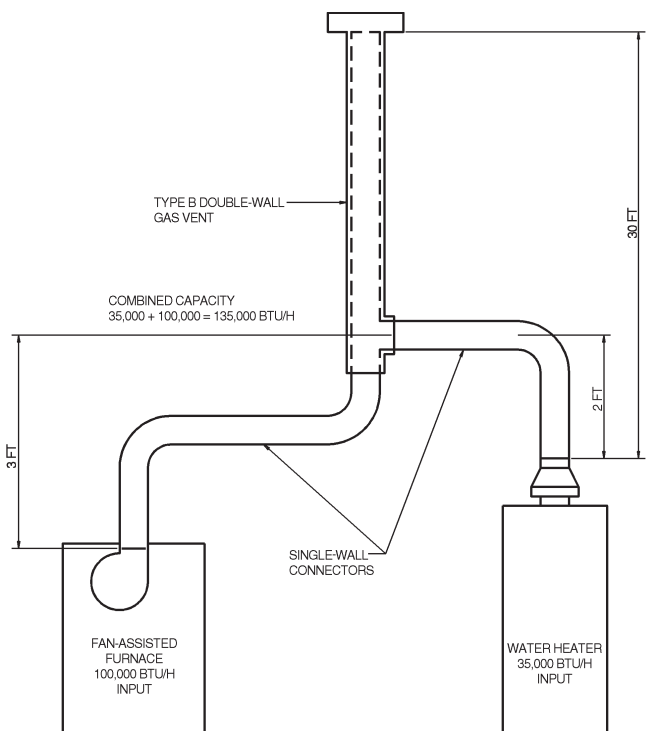 TYPE B DOUBLE-WALL
GAS VENT
30 FT
COMBINED CAPACITY
35,000 + 100,000 = 135,000 BTU/H
2 FT
3 FT
SINGLE-WALL
CONNECTORS
FAN-ASSISTED
FURNACE
100,000 BTU/H
INPUT
WATER HEATER
35,000 BTU/H
INPUT